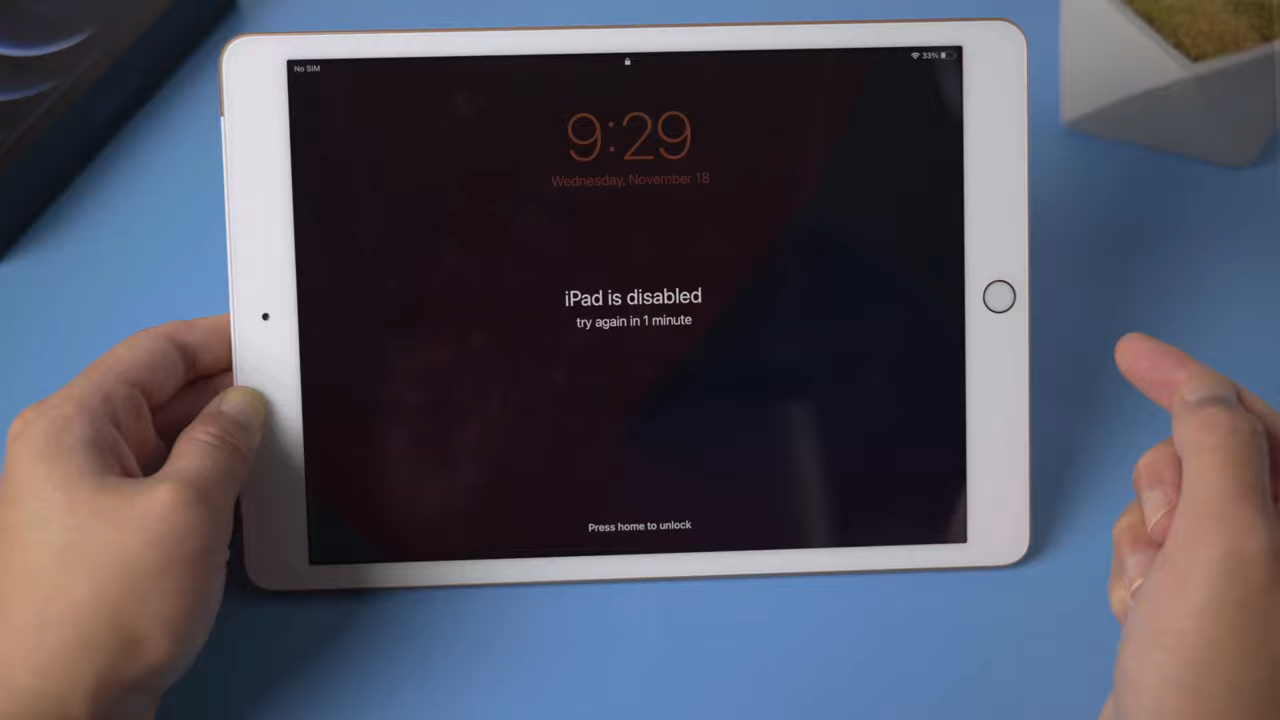 No SIM
33%
9:29
Wednesday, November 18
iPad is disabled
try again in 1 minute
Press home to unlock